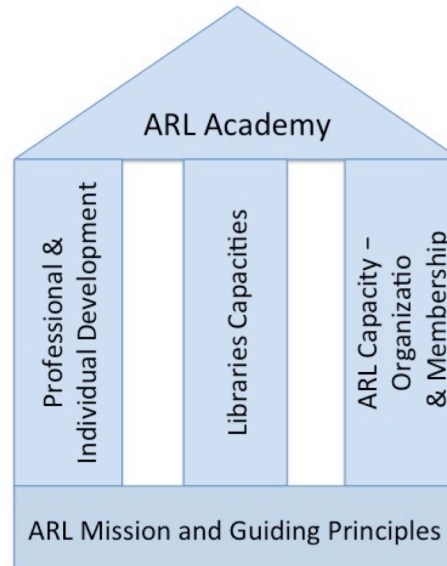 ARL Academy
Professional &
Individual Development
Libraries Capacities
ARL Capacity –
Organizatio
& Membership
ARL Mission and Guiding Principles